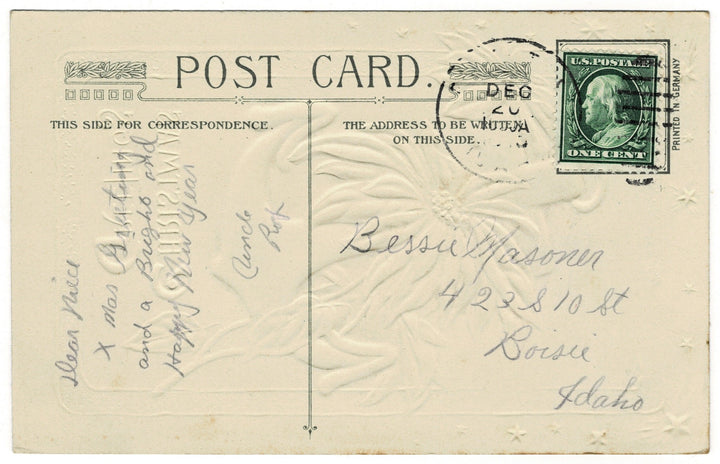 POST CARD.
THIS SIDE FOR CORRESPONDENCE.
THE ADDRESS TO BE WRITTEN
ON THIS SIDE.
DEC
U.S. POSTAGE
ONE CENT
PRINTED IN GERMANY
Dear Niece
X Mas Greeting
and a Bright and
Happy New Year
Uncle
Bessie Masoner
423 S 10 St
Boisie
Idaho